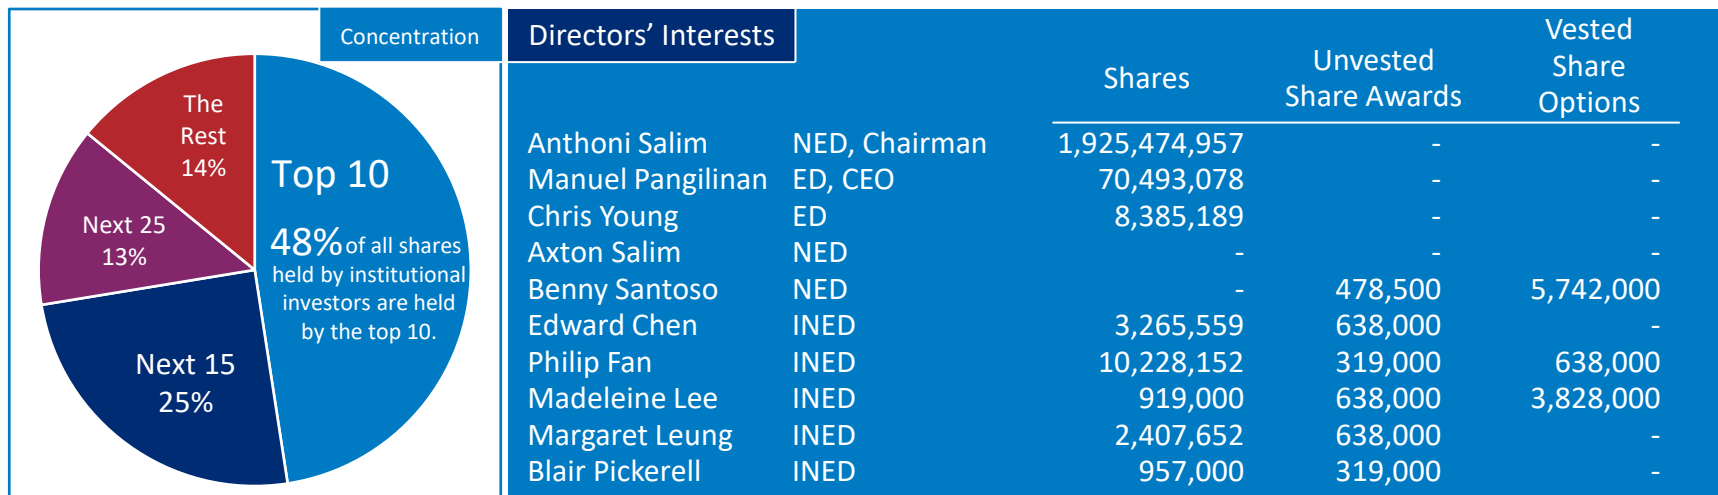 Concentration
The
Rest
14%
Top 10
48% of all shares
held by institutional
investors are held
by the top 10.
Next 25
13%
Next 15
25%
Directors’ Interests
Shares Unvested Share Awards Vested Share Options
Anthoni Salim NED, Chairman 1,925,474,957 - -
Manuel Pangilinan ED, CEO 70,493,078 - -
Chris Young ED 8,385,189 - -
Axton Salim NED - - -
Benny Santoso NED - 478,500 5,742,000
Edward Chen INED 3,265,559 638,000 -
Philip Fan INED 10,228,152 319,000 638,000
Madeleine Lee INED 919,000 638,000 3,828,000
Margaret Leung INED 2,407,652 638,000 -
Blair Pickerell INED 957,000 319,000 -